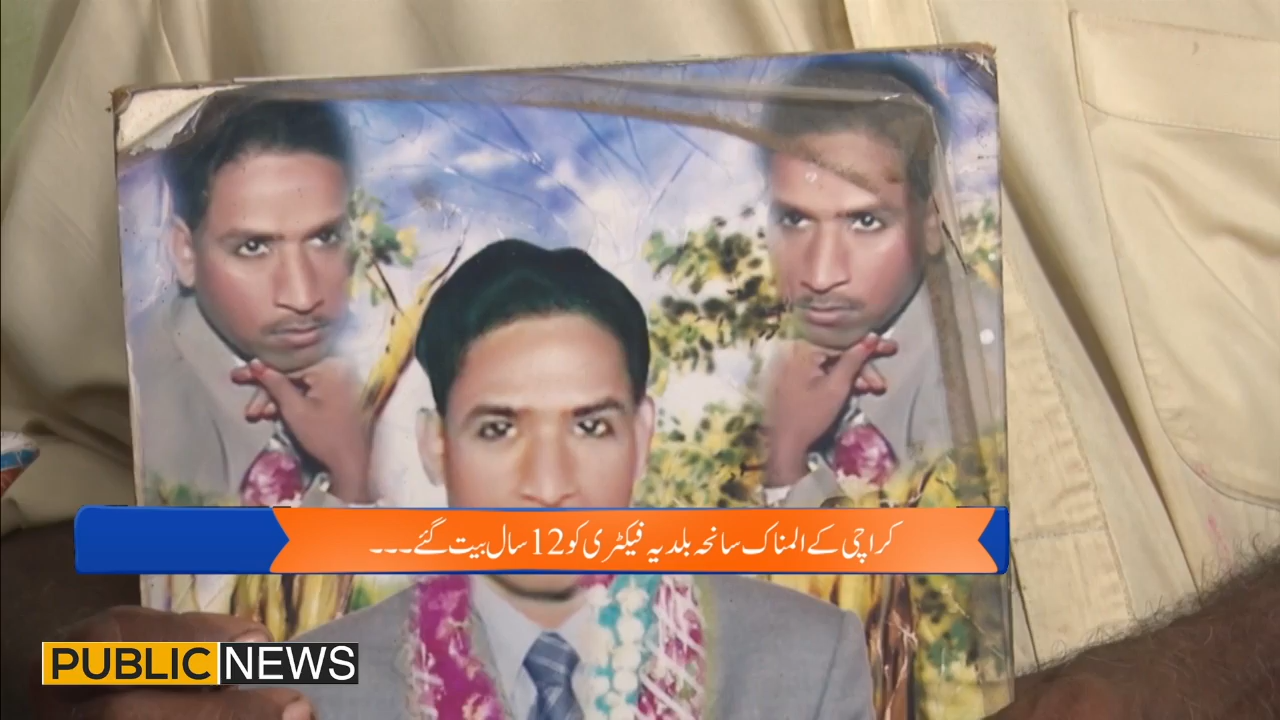 کراچی کے المناک سانحہ بلدیہ فیکٹری کو 12 سال بیت گئے۔۔۔
PUBLIC NEWS